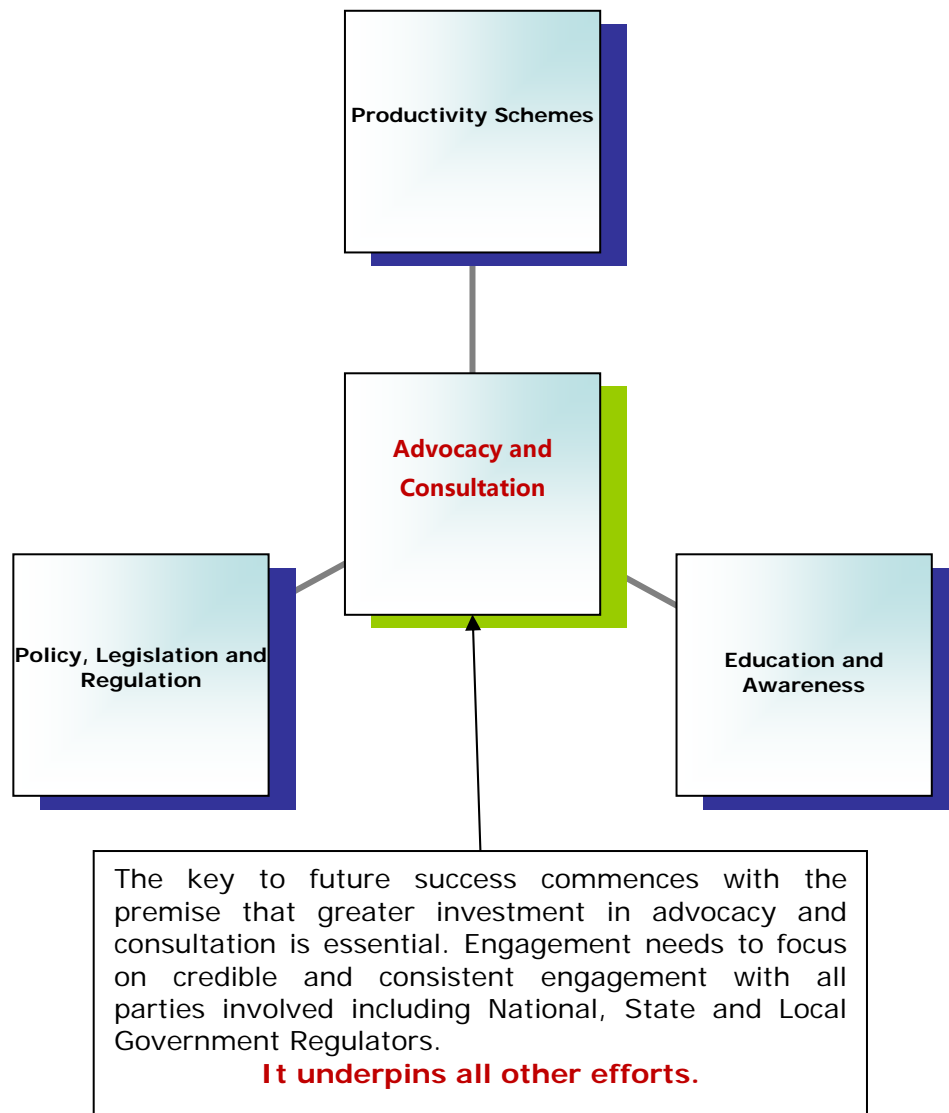 Productivity Schemes
Advocacy and
Consultation
Policy, Legislation and
Regulation
Education and
Awareness
The key to future success commences with the
premise that greater investment in advocacy and
consultation is essential. Engagement needs to focus
on credible and consistent engagement with all
parties involved including National, State and Local
Government Regulators.
It underpins all other efforts.